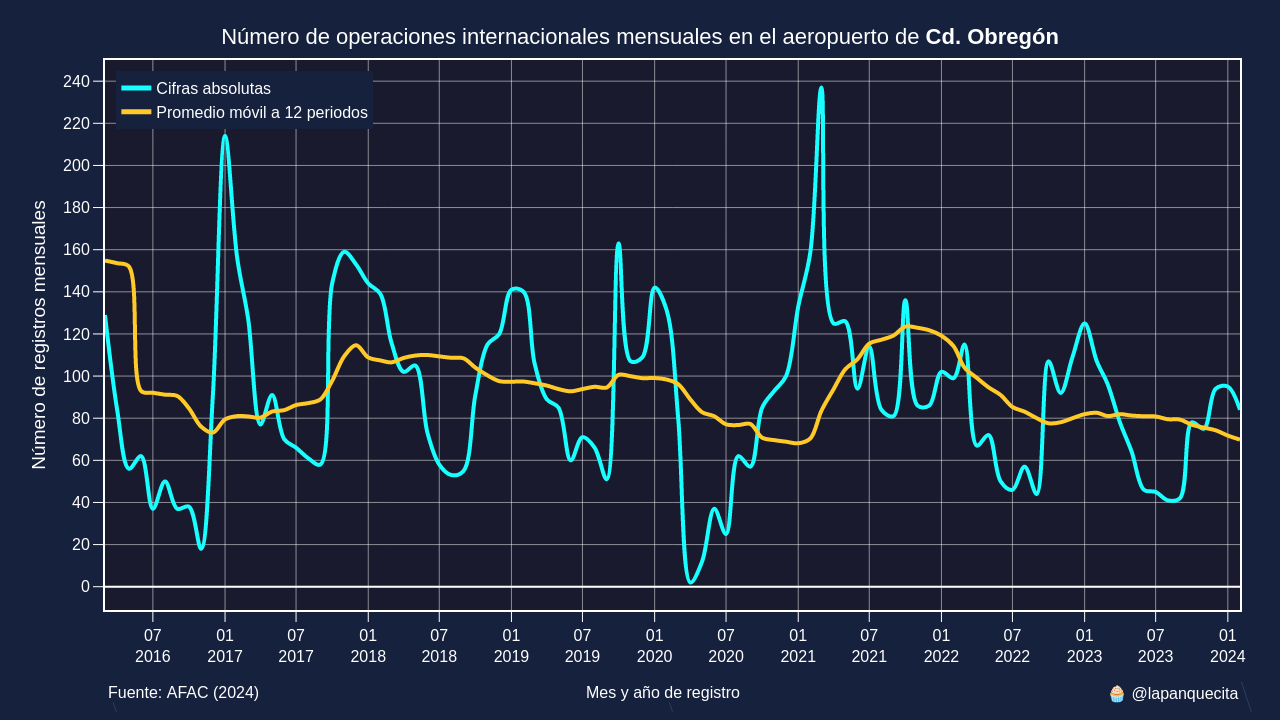 Número de operaciones internacionales mensuales en el aeropuerto de Cd. Obregón
Cifras absolutas
Promedio móvil a 12 periodos
Número de registros mensuales
240
220
200
180
160
140
120
100
80
60
40
20
0
07 01 07 01 07 01 07 01 07 01 07 01 07 01 07 01
2016 2017 2017 2018 2018 2019 2019 2020 2020 2021 2021 2022 2022 2023 2023 2024
Fuente: AFAC (2024)
Mes y año de registro
🧁 @lapanquecita